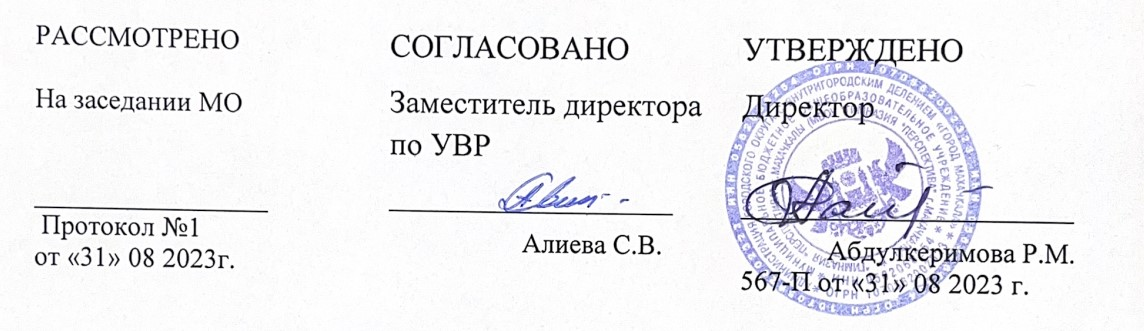 РАССМОТРЕНО
На заседании МО
Протокол №1
от «31» 08 2023г.
СОГЛАСОВАНО
Заместитель директора
по УВР
Алиева С.В.
УТВЕРЖДЕНО
Директор
Абдулкеримова Р.М.
567-П от «31» 08 2023 г.